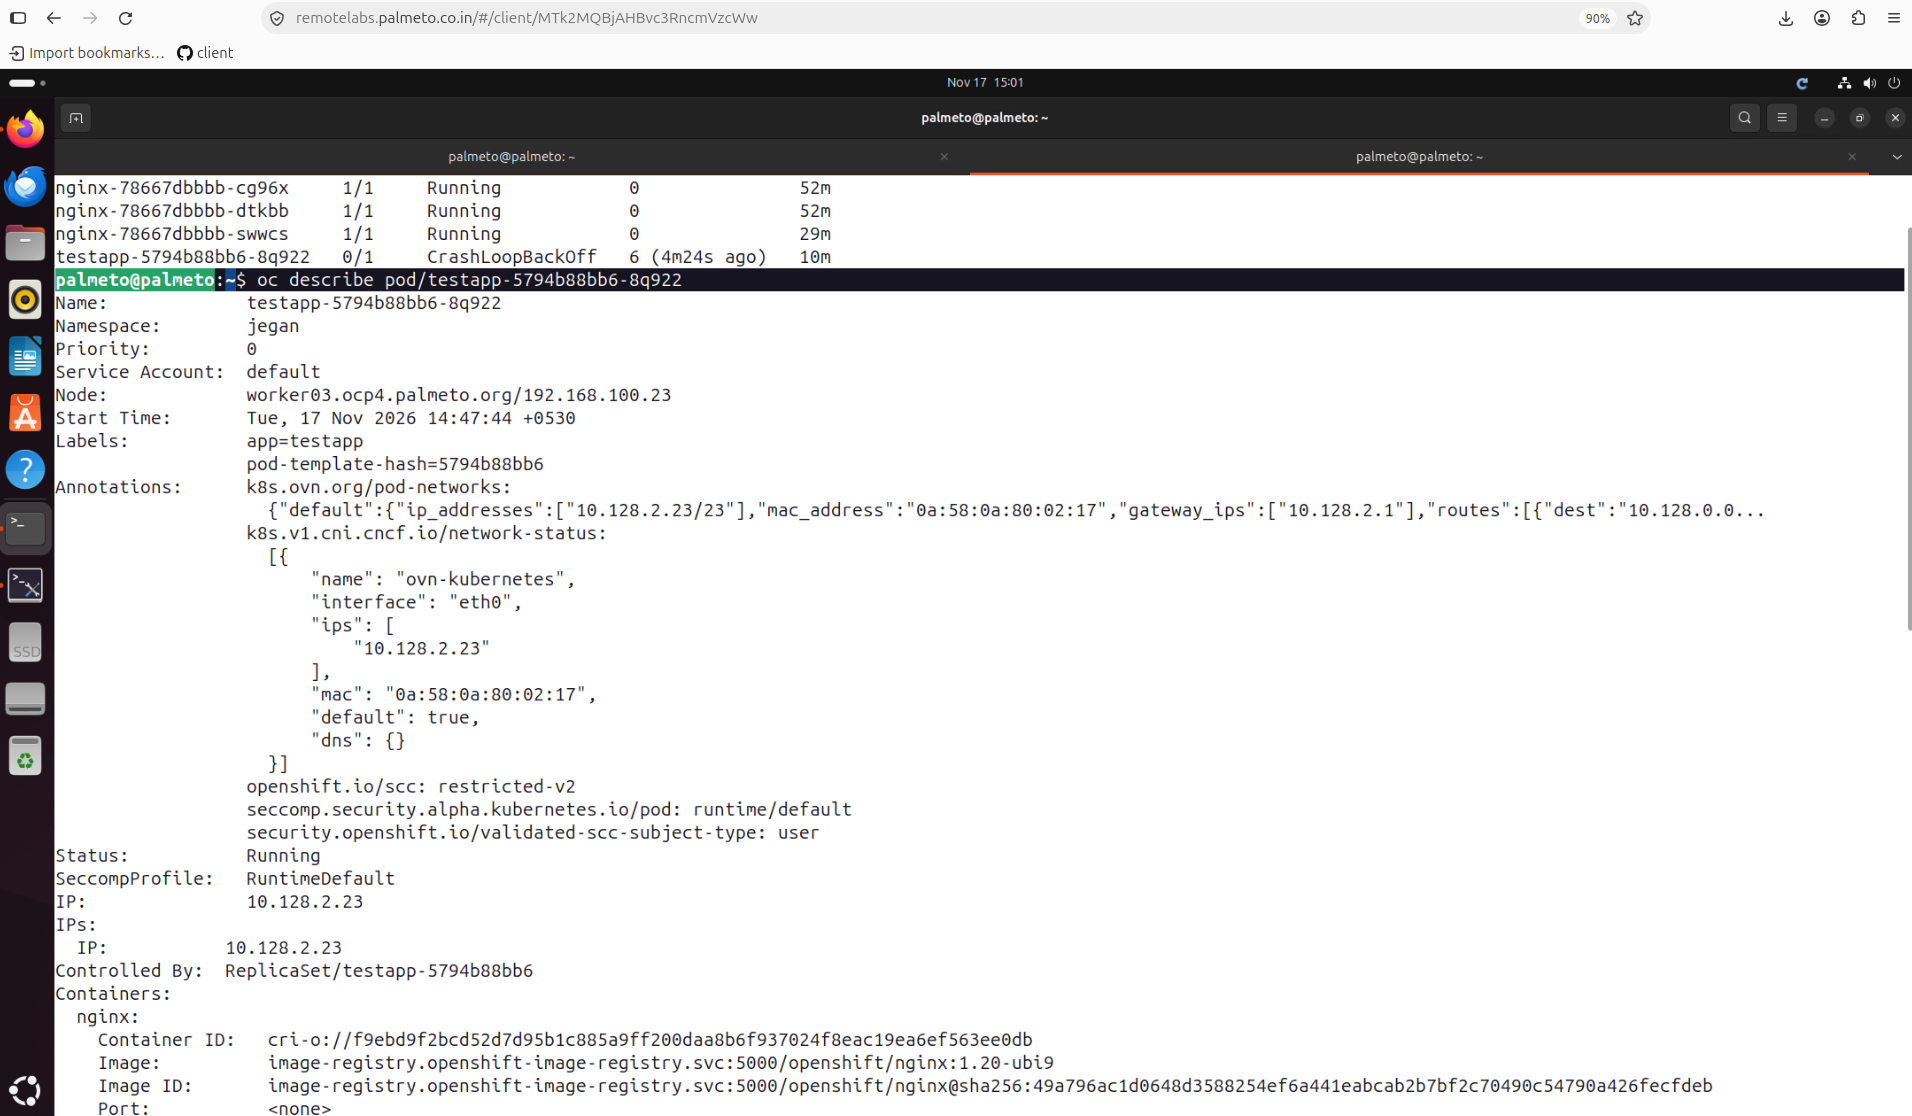 remotelabs.palmeto.co.in/#/client/MTk2MQBjAHBvc3RncmVzcWw
90%
Import bookmarks...
client
Nov 17 15:01
palmeto@palmeto: ~
palmeto@palmeto: ~
palmeto@palmeto: ~
nginx-78667dbbbb-cg96x     1/1     Running            0               52m
nginx-78667dbbbb-dtkbb     1/1     Running            0               52m
nginx-78667dbbbb-swwcs     1/1     Running            0               29m
testapp-5794b88bb6-8q922   0/1     CrashLoopBackOff   6 (4m24s ago)   10m
palmeto@palmeto:~$ oc describe pod/testapp-5794b88bb6-8q922
Name:             testapp-5794b88bb6-8q922
Namespace:        jegan
Priority:         0
Service Account:  default
Node:             worker03.ocp4.palmeto.org/192.168.100.23
Start Time:       Tue, 17 Nov 2026 14:47:44 +0530
Labels:           app=testapp
                  pod-template-hash=5794b88bb6
Annotations:      k8s.ovn.org/pod-networks:
                    {"default":{"ip_addresses":["10.128.2.23/23"],"mac_address":"0a:58:0a:80:02:17","gateway_ips":["10.128.2.1"],"routes":[{"dest":"10.128.0.0...
                  k8s.v1.cni.cncf.io/network-status:
                    [{
                        "name": "ovn-kubernetes",
                        "interface": "eth0",
                        "ips": [
                            "10.128.2.23"
                        ],
                        "mac": "0a:58:0a:80:02:17",
                        "default": true,
                        "dns": {}
                    }]
                  openshift.io/scc: restricted-v2
                  seccomp.security.alpha.kubernetes.io/pod: runtime/default
                  security.openshift.io/validated-scc-subject-type: user
Status:           Running
SeccompProfile:   RuntimeDefault
IP:               10.128.2.23
IPs:
  IP:           10.128.2.23
Controlled By:  ReplicaSet/testapp-5794b88bb6
Containers:
  nginx:
    Container ID:   cri-o://f9ebd9f2bcd52d7d95b1c885a9ff200daa8b6f937024f8eac19ea6ef563ee0db
    Image:          image-registry.openshift-image-registry.svc:5000/openshift/nginx:1.20-ubi9
    Image ID:       image-registry.openshift-image-registry.svc:5000/openshift/nginx@sha256:49a796ac1d0648d3588254ef6a441eabcab2b7bf2c70490c54790a426fecfdeb
    Port:           <none>
SSD